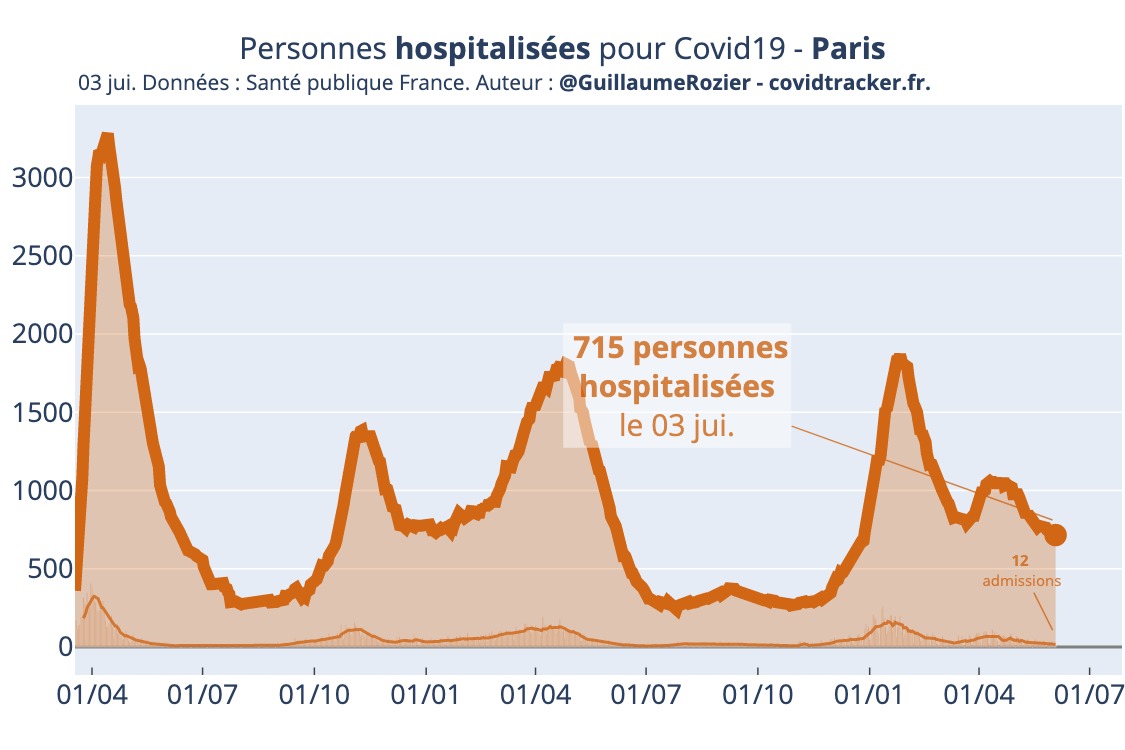 Personnes hospitalisées pour Covid19 - Paris
03 jui. Données : Santé publique France. Auteur : @GuillaumeRozier - covidtracker.fr.
3000
2500
2000
1500
1000
500
0
715 personnes
hospitalisées
le 03 jui.
12
admissions
01/04 01/07 01/10 01/01 01/04 01/07 01/10 01/01 01/04 01/07